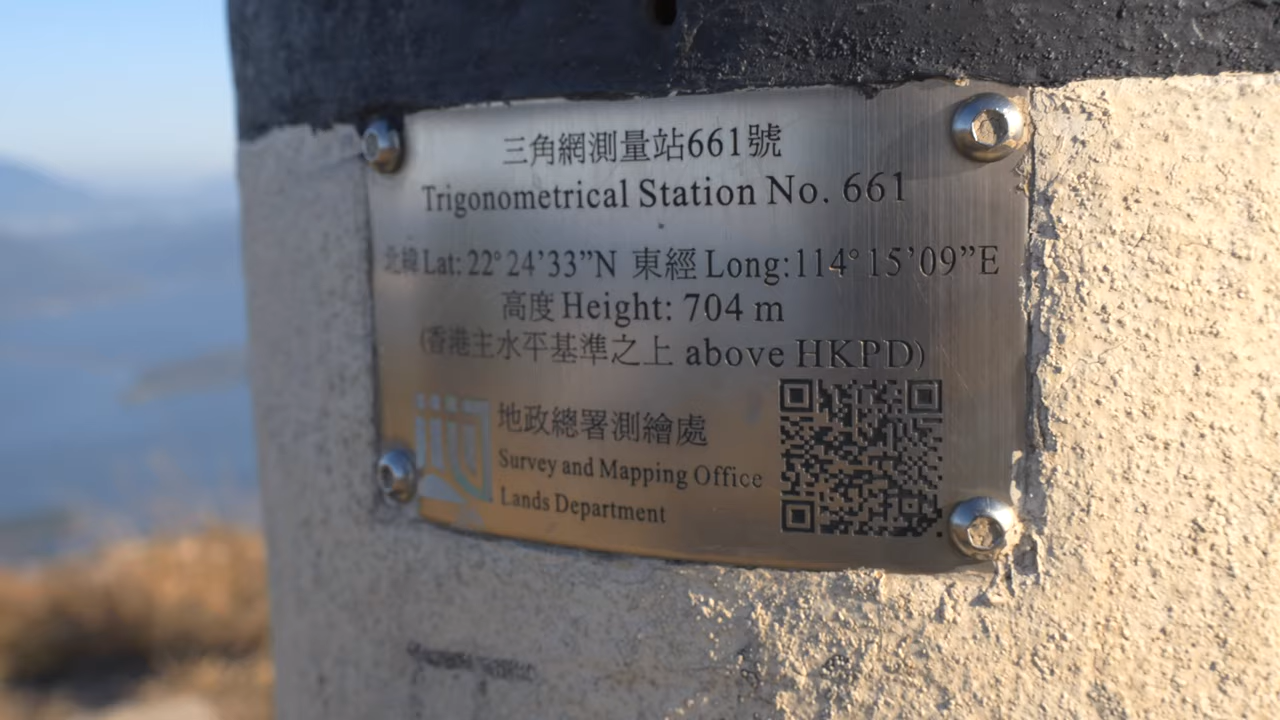 三角網測量站661號
Trigonometrical Station No. 661
北緯 Lat: 22°24’33”N 東經 Long:114°15’09”E
高度 Height: 704 m
(香港主水平基準之上 above HKPD)
地政總署測繪處
Survey and Mapping Office
Lands Department